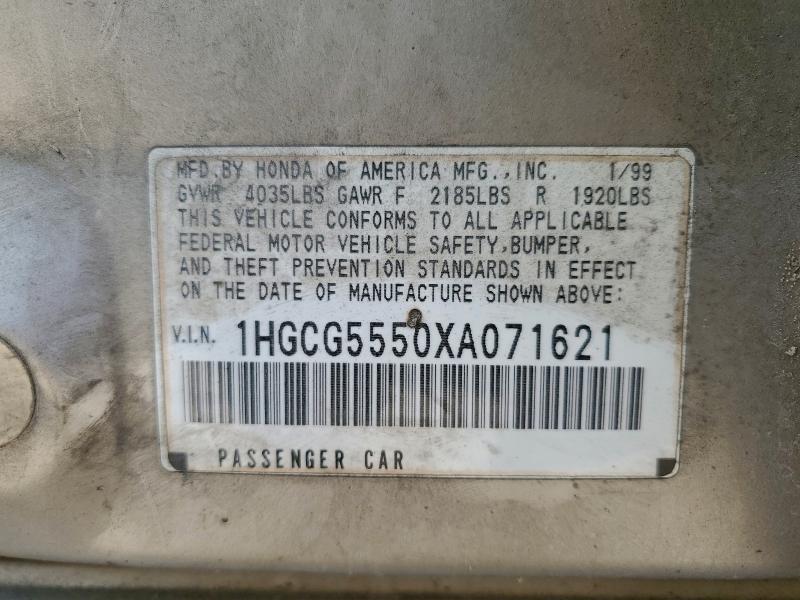 MFD.BY HONDA OF AMERICA MFG.,INC. 1/99
GVWR 4035LBS GAWR F 2185LBS R 1920LBS
THIS VEHICLE CONFORMS TO ALL APPLICABLE
FEDERAL MOTOR VEHICLE SAFETY,BUMPER,
AND THEFT PREVENTION STANDARDS IN EFFECT
ON THE DATE OF MANUFACTURE SHOWN ABOVE:
V.I.N. 1HGCG5550XA071621
PASSENGER CAR